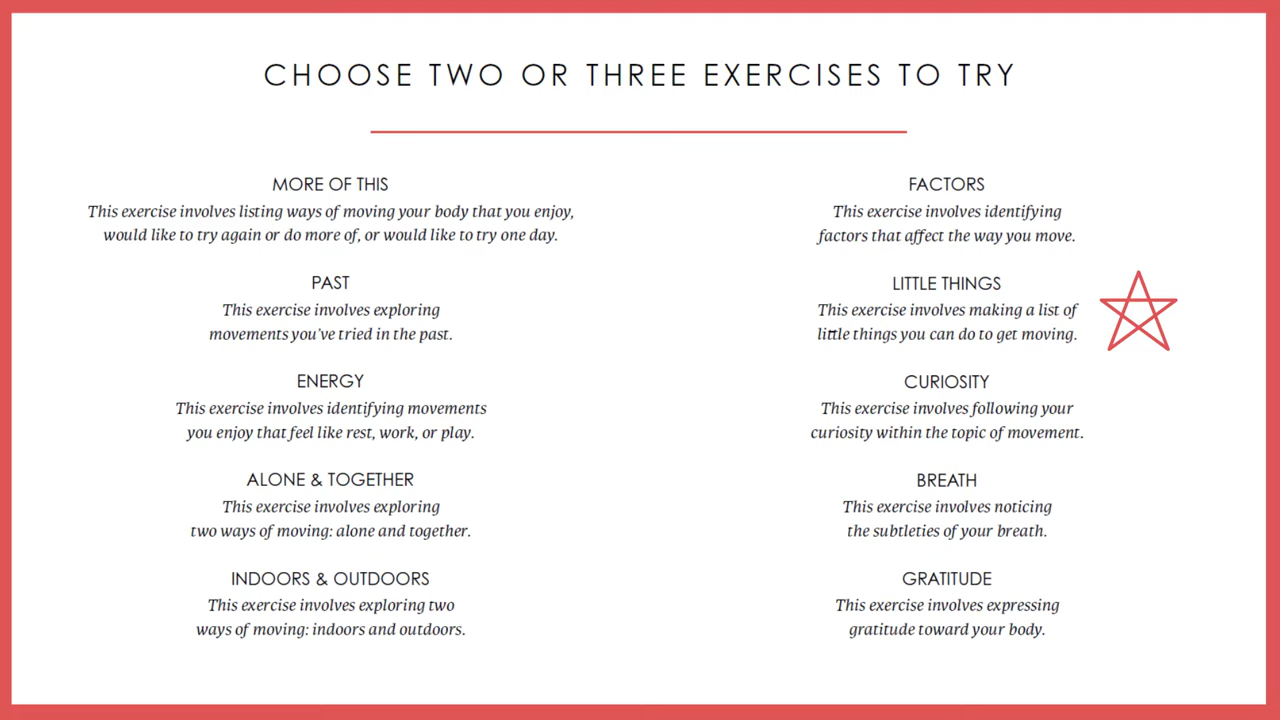 CHOOSE TWO OR THREE EXERCISES TO TRY
MORE OF THIS
This exercise involves listing ways of moving your body that you enjoy,
would like to try again or do more of, or would like to try one day.
PAST
This exercise involves exploring
movements you've tried in the past.
ENERGY
This exercise involves identifying movements
you enjoy that feel like rest, work, or play.
ALONE & TOGETHER
This exercise involves exploring
two ways of moving: alone and together.
INDOORS & OUTDOORS
This exercise involves exploring two
ways of moving: indoors and outdoors.
FACTORS
This exercise involves identifying
factors that affect the way you move.
LITTLE THINGS
This exercise involves making a list of
little things you can do to get moving.
CURIOSITY
This exercise involves following your
curiosity within the topic of movement.
BREATH
This exercise involves noticing
the subtleties of your breath.
GRATITUDE
This exercise involves expressing
gratitude toward your body.